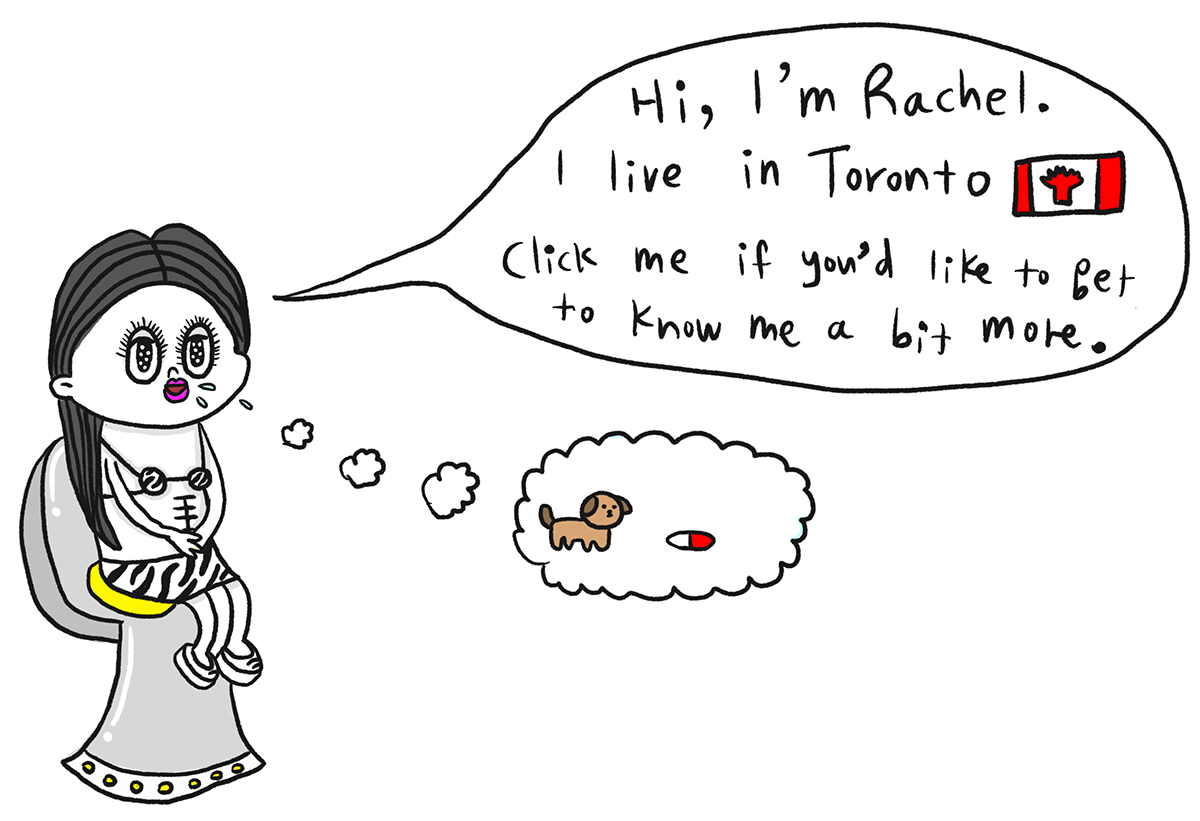 Hi, I'm Rachel.
I live in Toronto
Click me if you'd like to get
to know me a bit more.